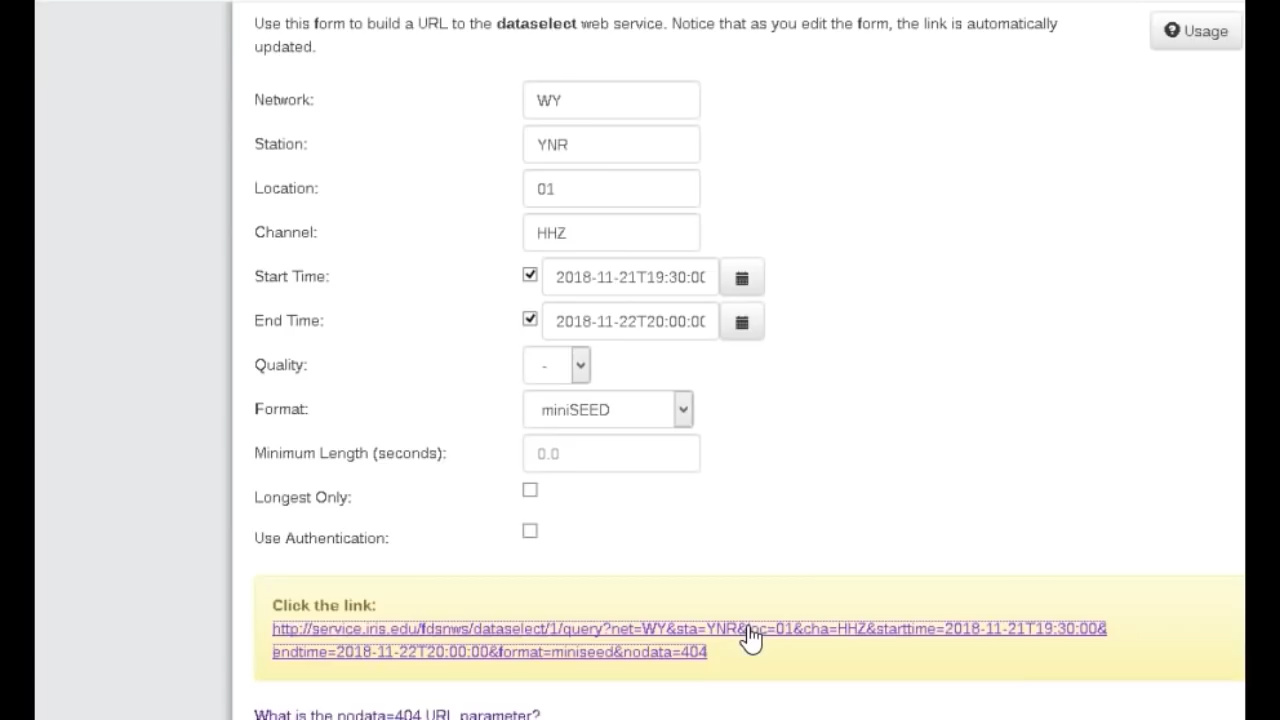 Use this form to build a URL to the dataselect web service. Notice that as you edit the form, the link is automatically
updated.
Usage
Network: WY
Station: YNR
Location: 01
Channel: HHZ
Start Time: 2018-11-21T19:30:00
End Time: 2018-11-22T20:00:00
Quality: -
Format: miniSEED
Minimum Length (seconds): 0.0
Longest Only:
Use Authentication:
Click the link:
http://service.iris.edu/fdsnws/dataselect/1/query?net=WY&sta=YNR&loc=01&cha=HHZ&starttime=2018-11-21T19:30:00&
endtime=2018-11-22T20:00:00&format=miniseed&nodata=404
What is the nodata=404 URL parameter?